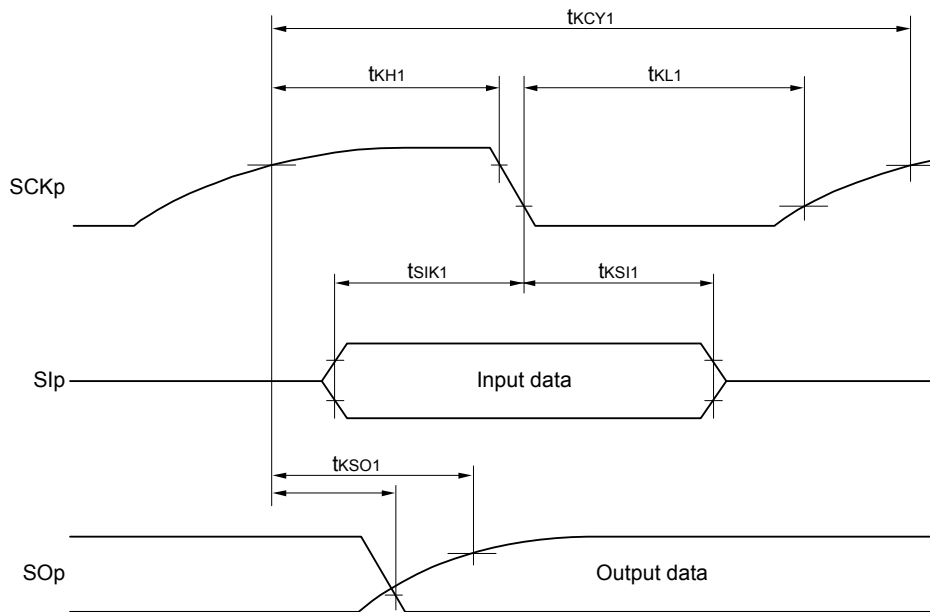 tKCY1
tKH1
tKL1
SCKp
tSIK1
tKSI1
SIp
Input data
tKSO1
SOp
Output data